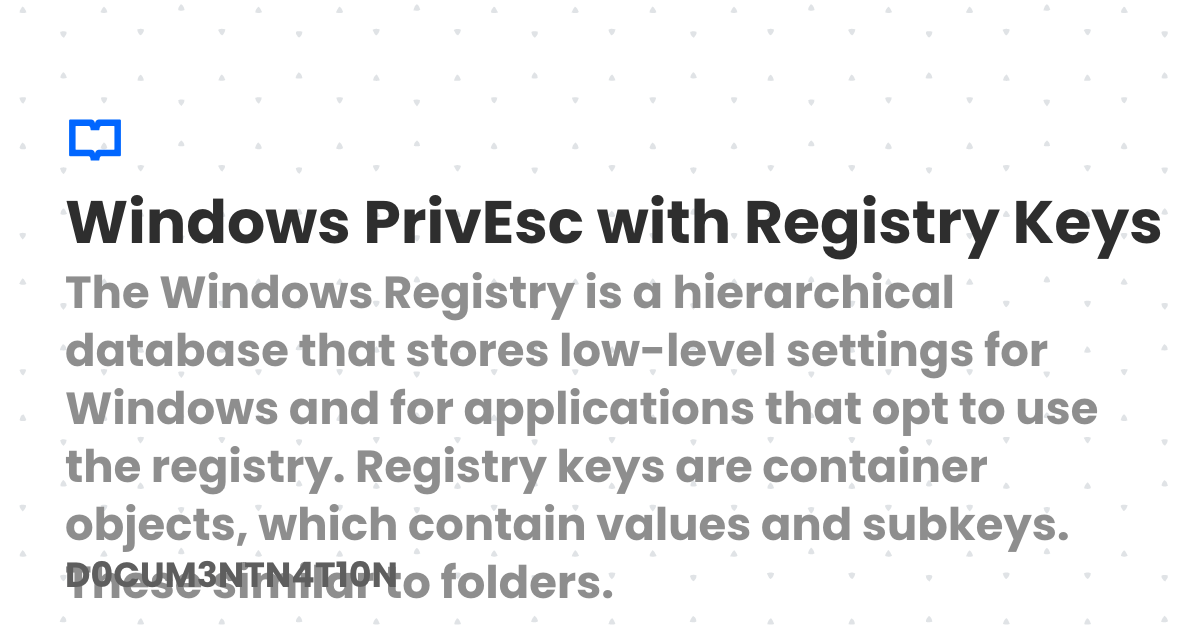 Windows PrivEsc with Registry Keys
The Windows Registry is a hierarchical
database that stores low-level settings for
Windows and for applications that opt to use
the registry. Registry keys are container
objects, which contain values and subkeys.
These similar to folders.
D0CUM3NTN4T10N